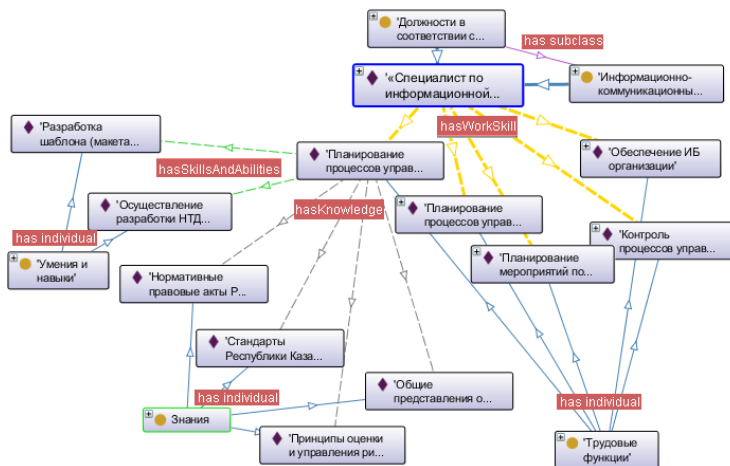 'Должности в
соответствии с...
has subclass
'«Специалист по
информационной...
'Информационно-
коммуникационны...
'Разработка
шаблона (макета...
hasWorkSkill
'Планирование
процессов управ...
'Обеспечение ИБ
организации'
hasSkillsAndAbilities
'Осуществление
разработки НТД...
hasKnowledge
'Планирование
процессов управ...
'Контроль
процессов управ...
has individual
'Умения и
навыки'
'Нормативные
правовые акты Р...
'Планирование
мероприятий по...
'Стандарты
Республики Каза...
'Общие
представления о...
has individual
has individual
Знания
'Принципы оценки
и управления ри...
'Трудовые
функции'